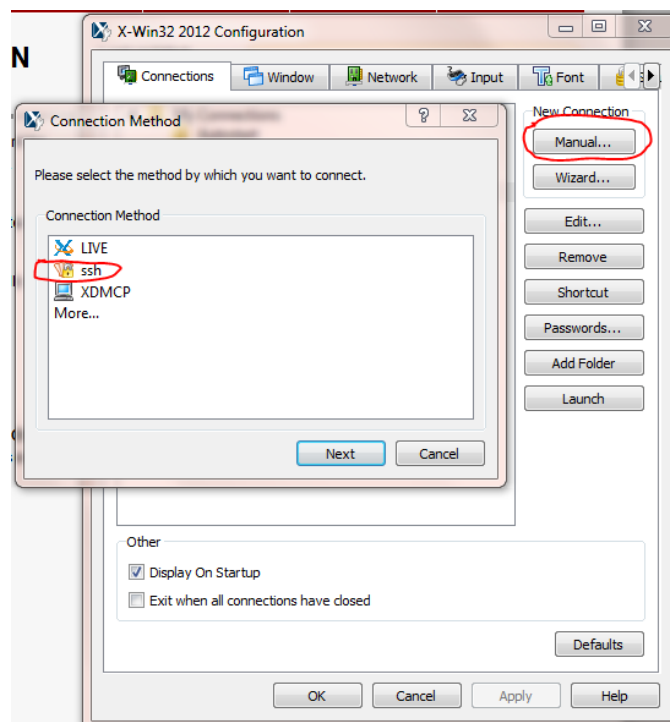 N
X-Win32 2012 Configuration
Connections
Window
Network
Input
Font
New Connection
Manual...
Wizard...
Edit...
Remove
Shortcut
Passwords...
Add Folder
Launch
Connection Method
Please select the method by which you want to connect.
Connection Method
LIVE
ssh
XDMCP
More...
Next
Cancel
Other
Display On Startup
Exit when all connections have closed
Defaults
OK
Cancel
Apply
Help